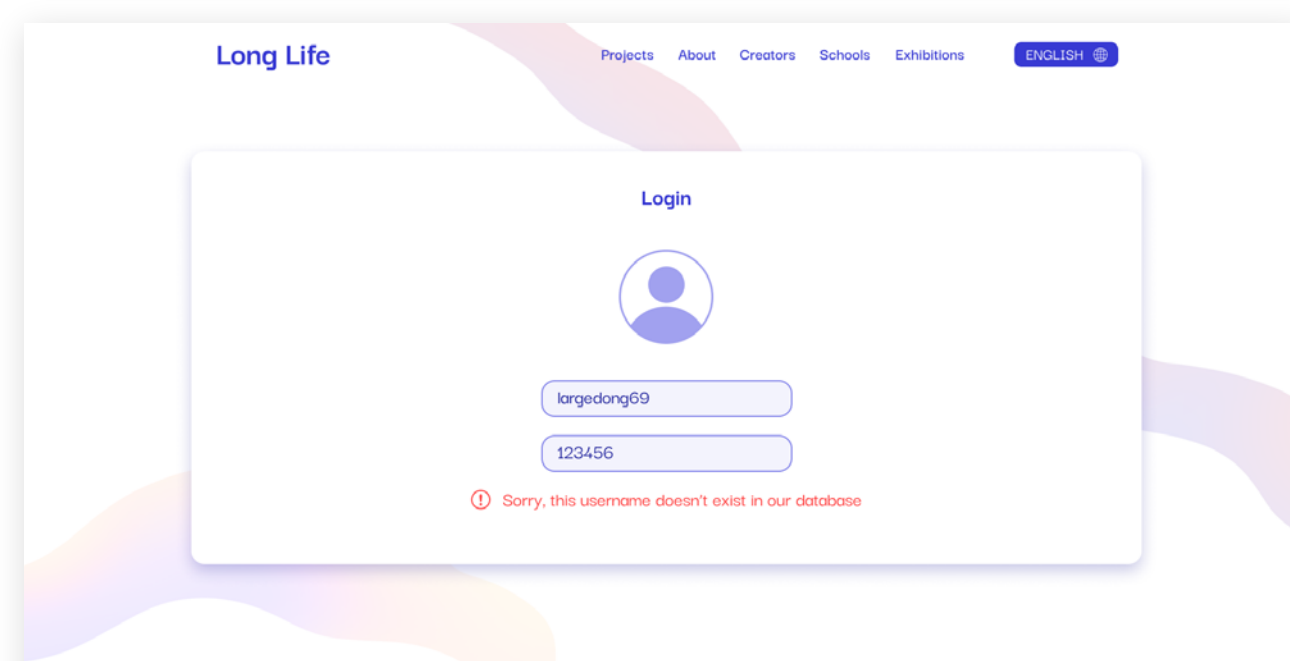 Long Life
Projects About Creators Schools Exhibitions ENGLISH
Login
largedong69
123456
Sorry, this username doesn't exist in our database